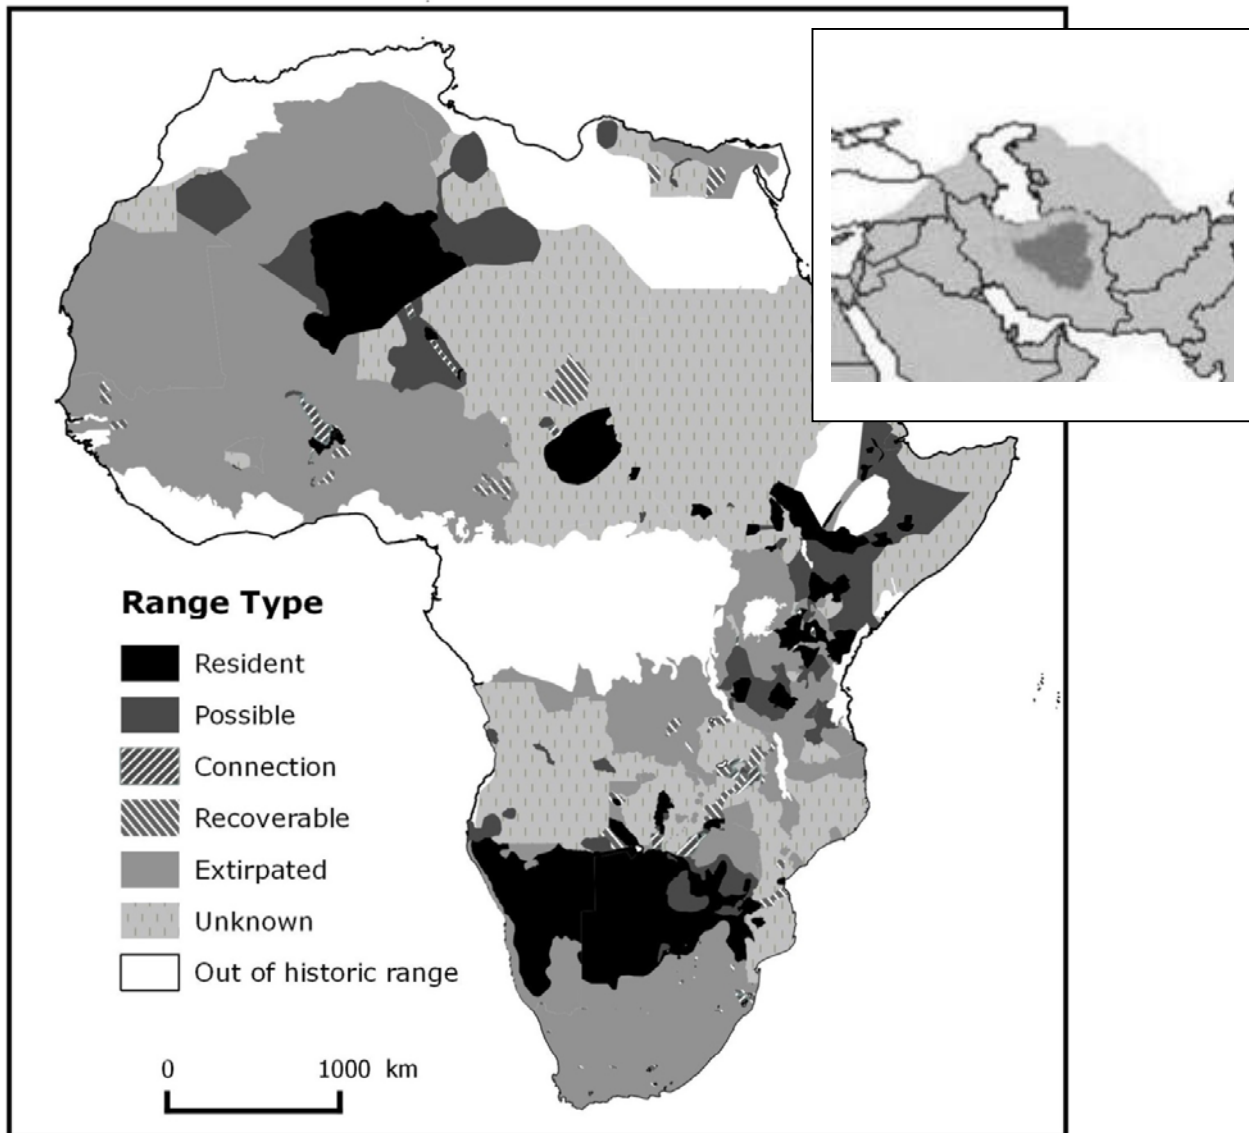 Range Type
Resident
Possible
Connection
Recoverable
Extirpated
Unknown
Out of historic range
0 1000 km